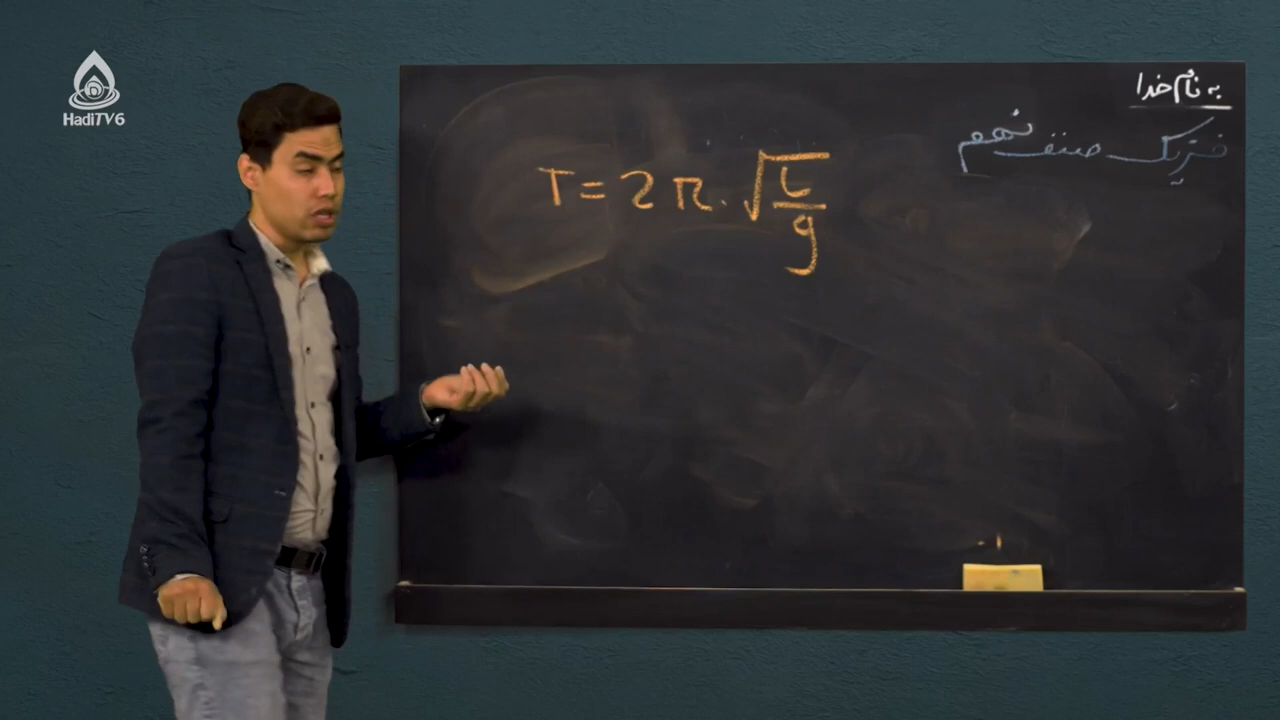 HadiTV6
به نام خدا
فزیک صنف نهم
T = 2π · √(l/g)